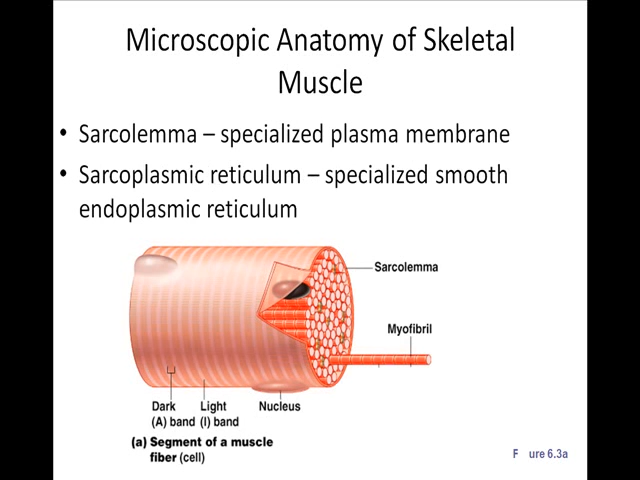 Microscopic Anatomy of Skeletal
Muscle
• Sarcolemma – specialized plasma membrane
• Sarcoplasmic reticulum – specialized smooth
endoplasmic reticulum
Sarcolemma
Myofibril
Dark
(A) band
Light
(I) band
Nucleus
(a) Segment of a muscle
fiber (cell)
F ure 6.3a